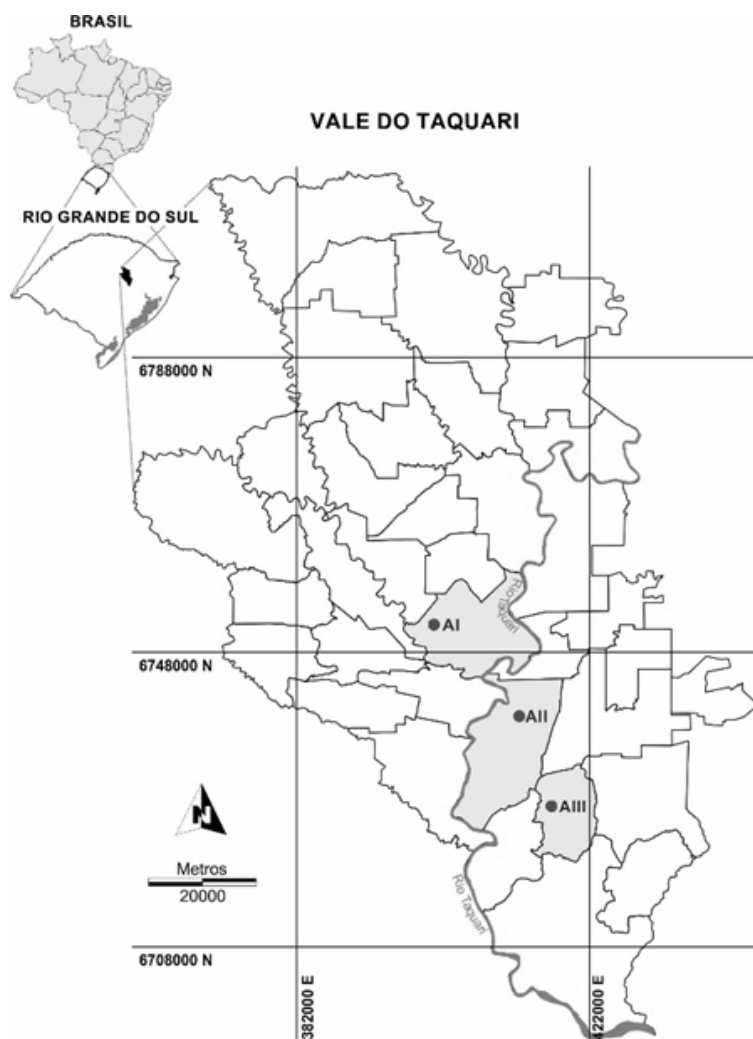 BRASIL
VALE DO TAQUARI
RIO GRANDE DO SUL
6788000 N
Rio Taquari
AI
6748000 N
AII
AIII
N
Metros
20000
Rio Taquari
6708000 N
382000 E
422000 E